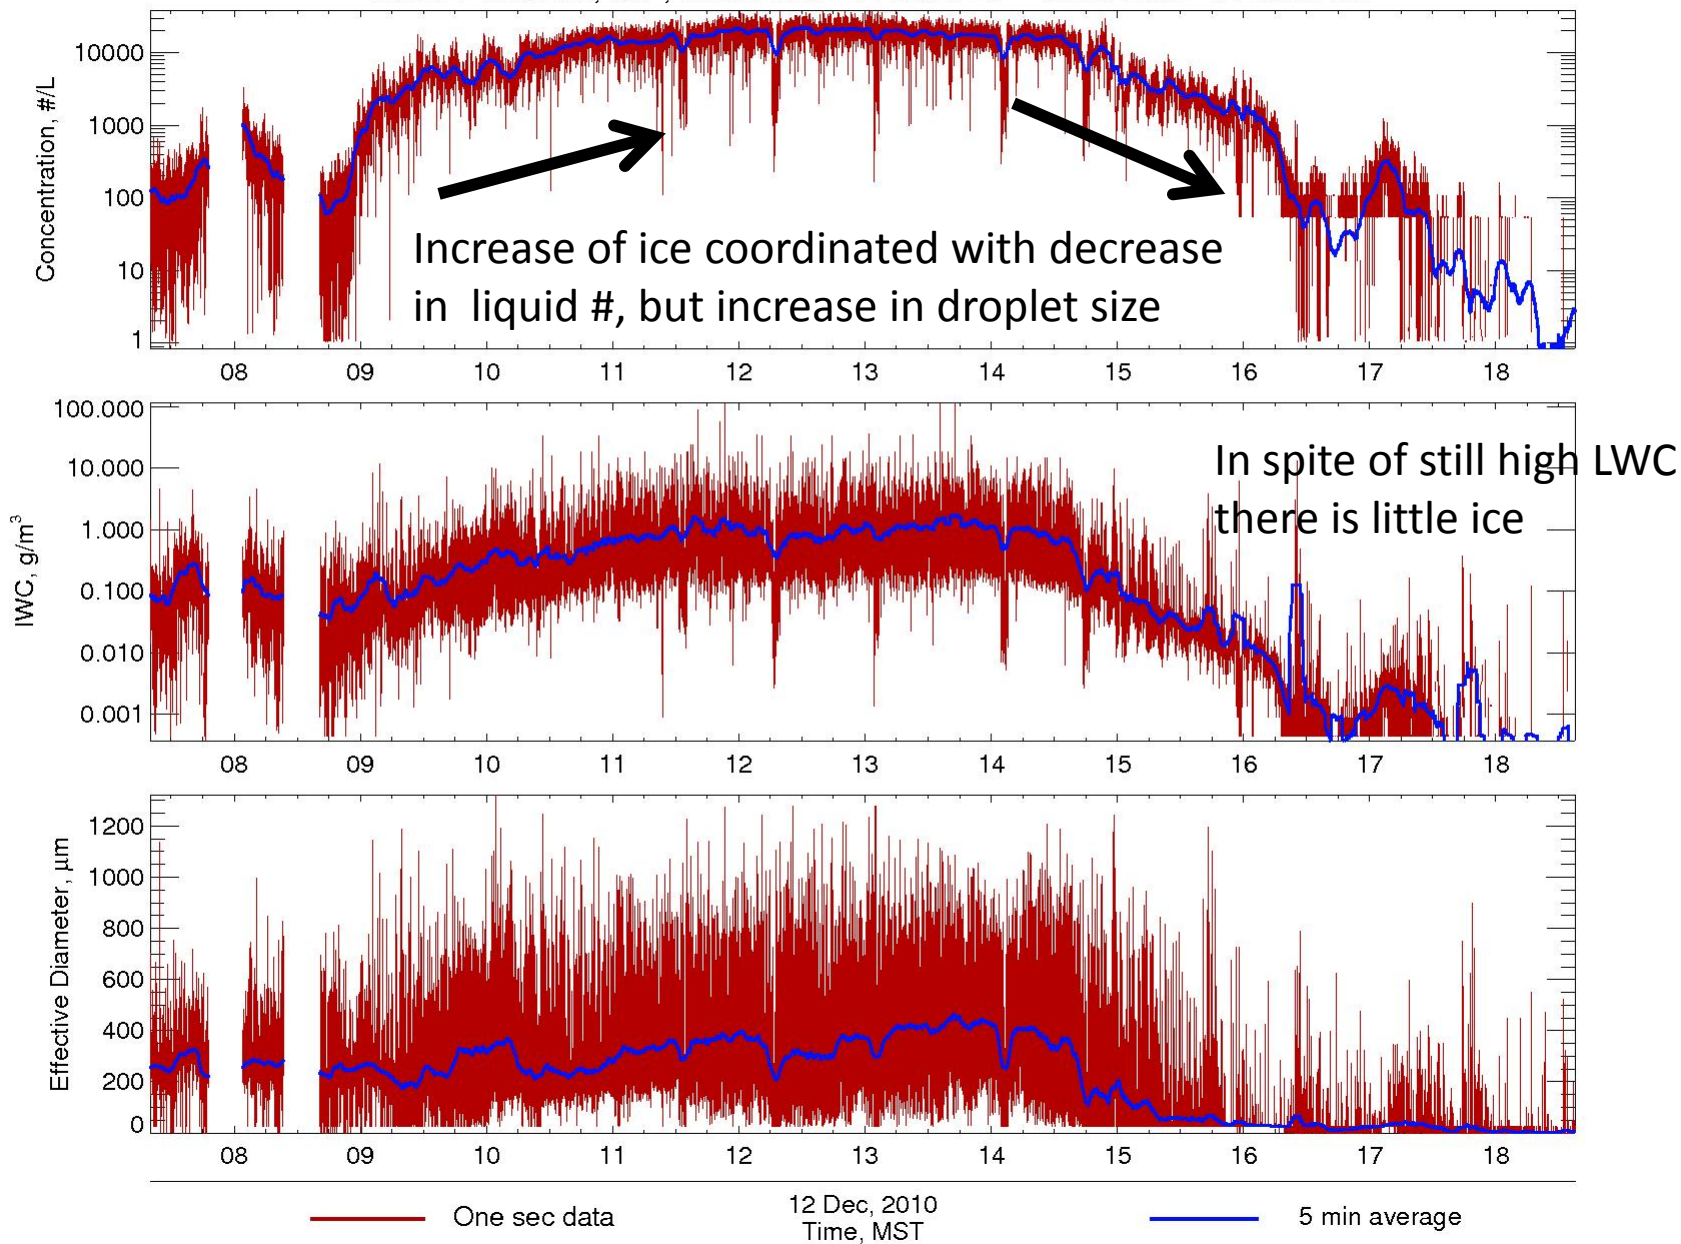 Concentration, #/L
10000
1000
100
10
1
Increase of ice coordinated with decrease
in liquid #, but increase in droplet size
08 09 10 11 12 13 14 15 16 17 18
IWC, g/m³
100.000
10.000
1.000
0.100
0.010
0.001
In spite of still high LWC
there is little ice
08 09 10 11 12 13 14 15 16 17 18
Effective Diameter, μm
1200
1000
800
600
400
200
0
08 09 10 11 12 13 14 15 16 17 18
One sec data
12 Dec, 2010
Time, MST
5 min average